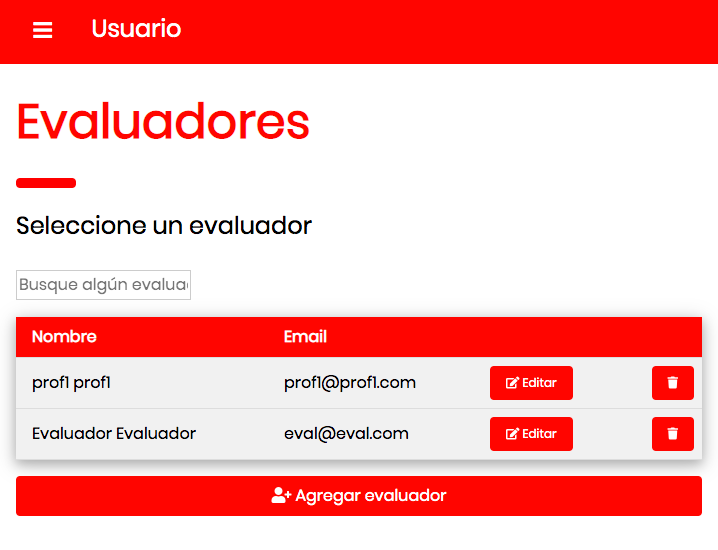 Usuario
Evaluadores
Seleccione un evaluador
Busque algún evalua
Nombre Email
prof1 prof1 prof1@prof1.com Editar
Evaluador Evaluador eval@eval.com Editar
Agregar evaluador